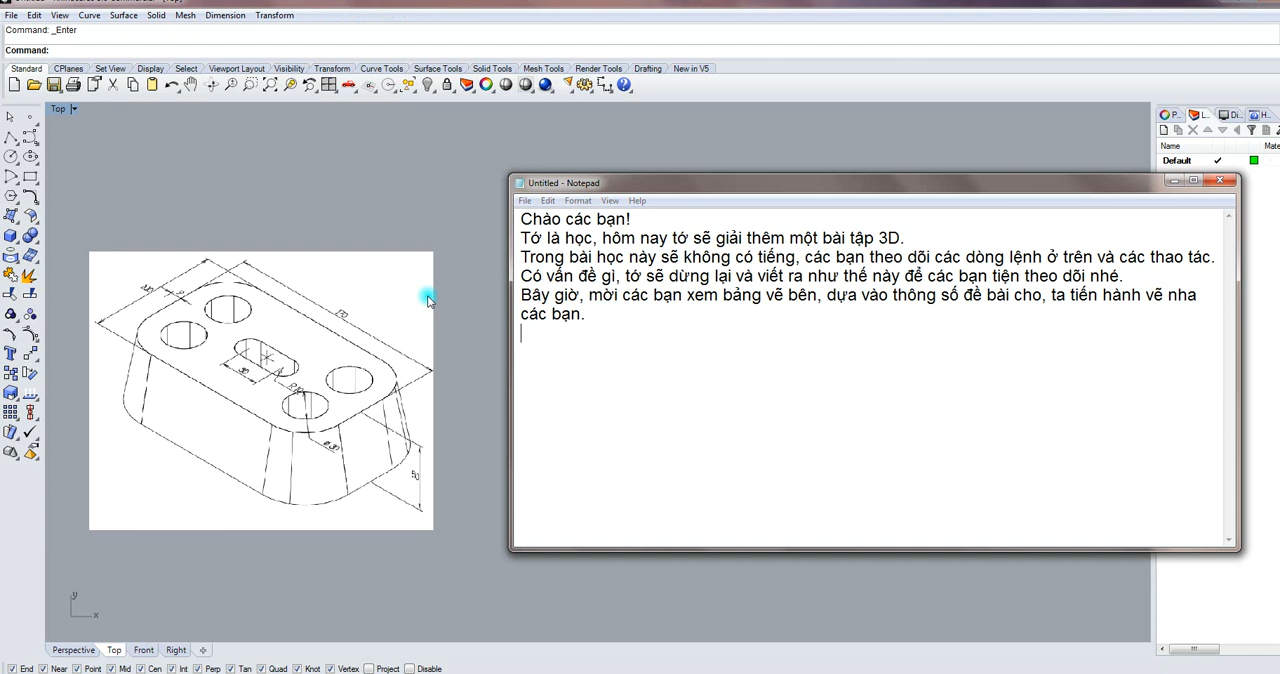 File Edit View Curve Surface Solid Mesh Dimension Transform
Command: _Enter
Command:
Standard CPlanes Set View Display Select Viewport Layout Visibility Transform Curve Tools Surface Tools Solid Tools Mesh Tools Render Tools Drafting New in V5
Top
P.. L.. Di.. H..
Name Mate
Default
Untitled - Notepad
File Edit Format View Help
Chào các bạn!
Tớ là học, hôm nay tớ sẽ giải thêm một bài tập 3D.
Trong bài học này sẽ không có tiếng, các bạn theo dõi các dòng lệnh ở trên và các thao tác.
Có vấn đề gì, tớ sẽ dừng lại và viết ra như thế này để các bạn tiện theo dõi nhé.
Bây giờ, mời các bạn xem bảng vẽ bên, dựa vào thông số đề bài cho, ta tiến hành vẽ nha
các bạn.
30
50
y
x
Perspective Top Front Right
End Near Point Mid Cen Int Perp Tan Quad Knot Vertex Project Disable